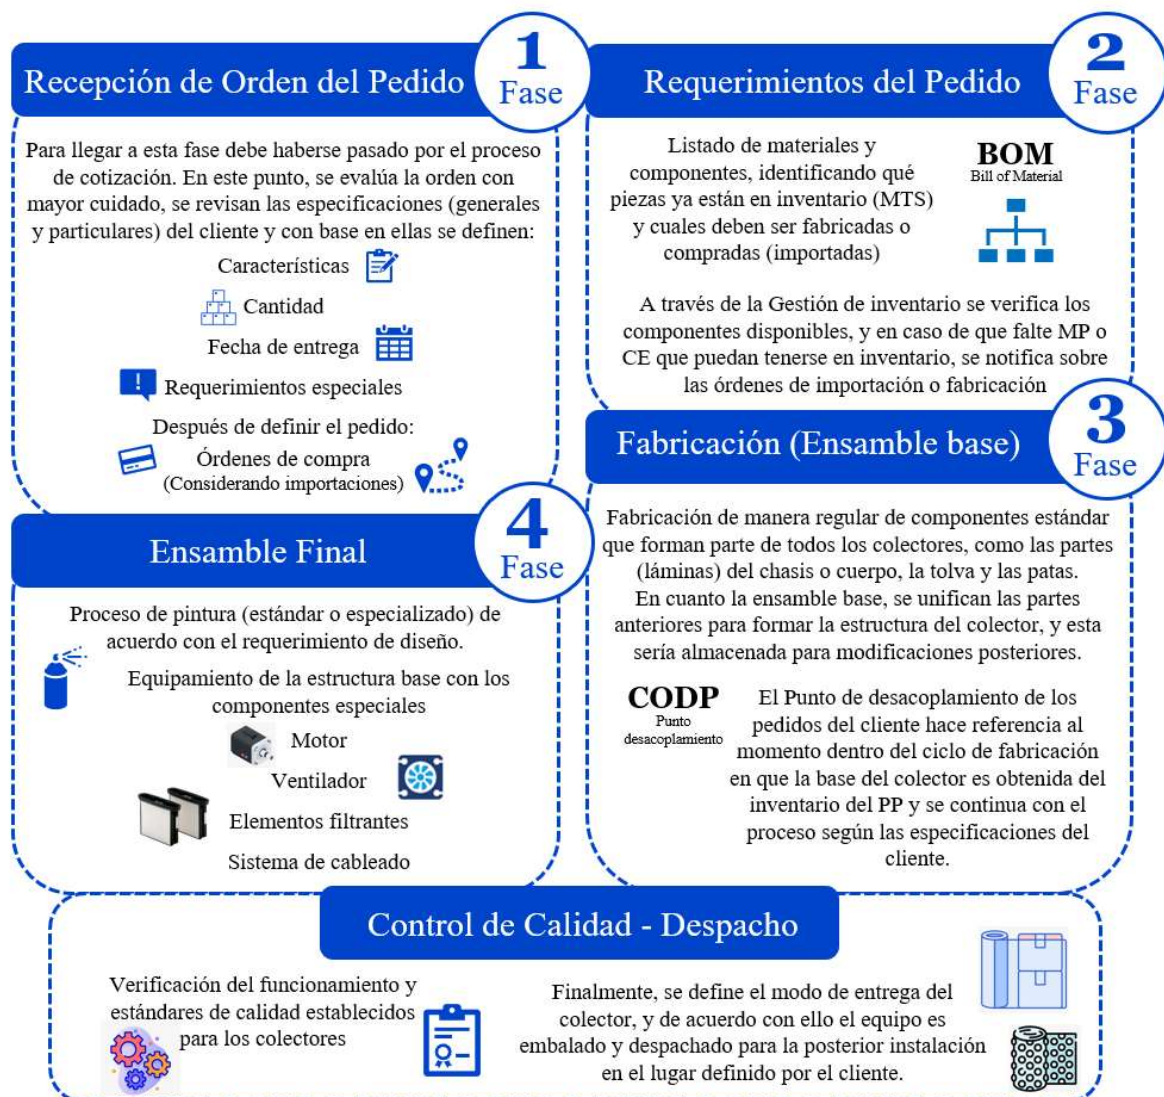 1
Fase
Recepción de Orden del Pedido
Para llegar a esta fase debe haberse pasado por el proceso
de cotización. En este punto, se evalúa la orden con
mayor cuidado, se revisan las especificaciones (generales
y particulares) del cliente y con base en ellas se definen:
Características
Cantidad
Fecha de entrega
Requerimientos especiales
Después de definir el pedido:
Órdenes de compra
(Considerando importaciones)
2
Fase
Requerimientos del Pedido
Listado de materiales y
componentes, identificando qué
piezas ya están en inventario (MTS)
y cuales deben ser fabricadas o
compradas (importadas)
BOM
Bill of Material
A través de la Gestión de inventario se verifica los
componentes disponibles, y en caso de que falte MP o
CE que puedan tenerse en inventario, se notifica sobre
las órdenes de importación o fabricación
3
Fase
Fabricación (Ensamble base)
Fabricación de manera regular de componentes estándar
que forman parte de todos los colectores, como las partes
(láminas) del chasis o cuerpo, la tolva y las patas.
En cuanto la ensamble base, se unifican las partes
anteriores para formar la estructura del colector, y esta
sería almacenada para modificaciones posteriores.
CODP
Punto
desacoplamiento
El Punto de desacoplamiento de los
pedidos del cliente hace referencia al
momento dentro del ciclo de fabricación
en que la base del colector es obtenida del
inventario del PP y se continua con el
proceso según las especificaciones del
cliente.
4
Fase
Ensamble Final
Proceso de pintura (estándar o especializado) de
acuerdo con el requerimiento de diseño.
Equipamiento de la estructura base con los
componentes especiales
Motor
Ventilador
Elementos filtrantes
Sistema de cableado
Control de Calidad - Despacho
Verificación del funcionamiento y
estándares de calidad establecidos
para los colectores
Finalmente, se define el modo de entrega del
colector, y de acuerdo con ello el equipo es
embalado y despachado para la posterior instalación
en el lugar definido por el cliente.